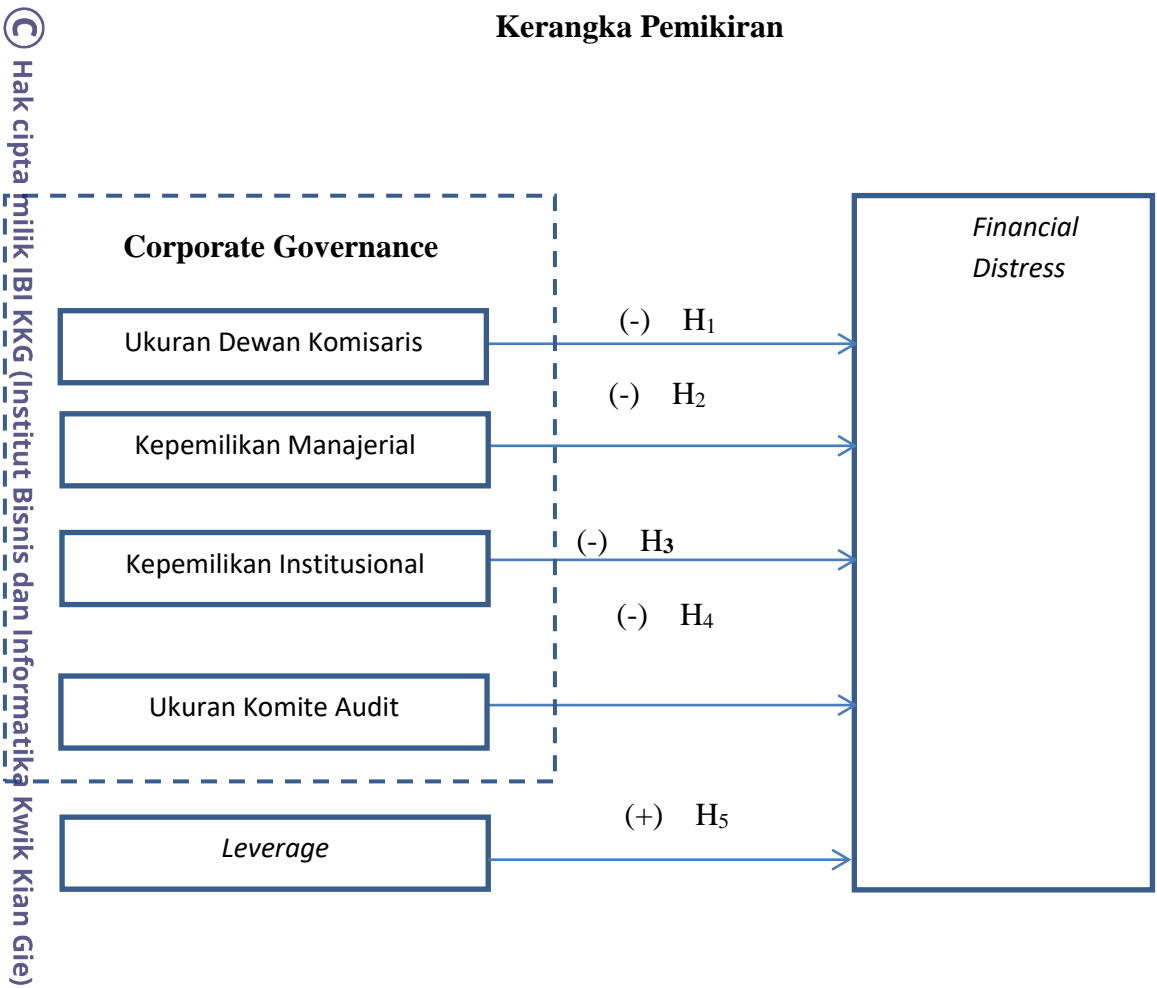 Kerangka Pemikiran
© Hak cipta milik IBI KKG (Institut Bisnis dan Informatika Kwik Kian Gie)
Corporate Governance
Financial
Distress
Ukuran Dewan Komisaris
(-) H1
Kepemilikan Manajerial
(-) H2
Kepemilikan Institusional
(-) H3
Ukuran Komite Audit
(-) H4
Leverage
(+) H5